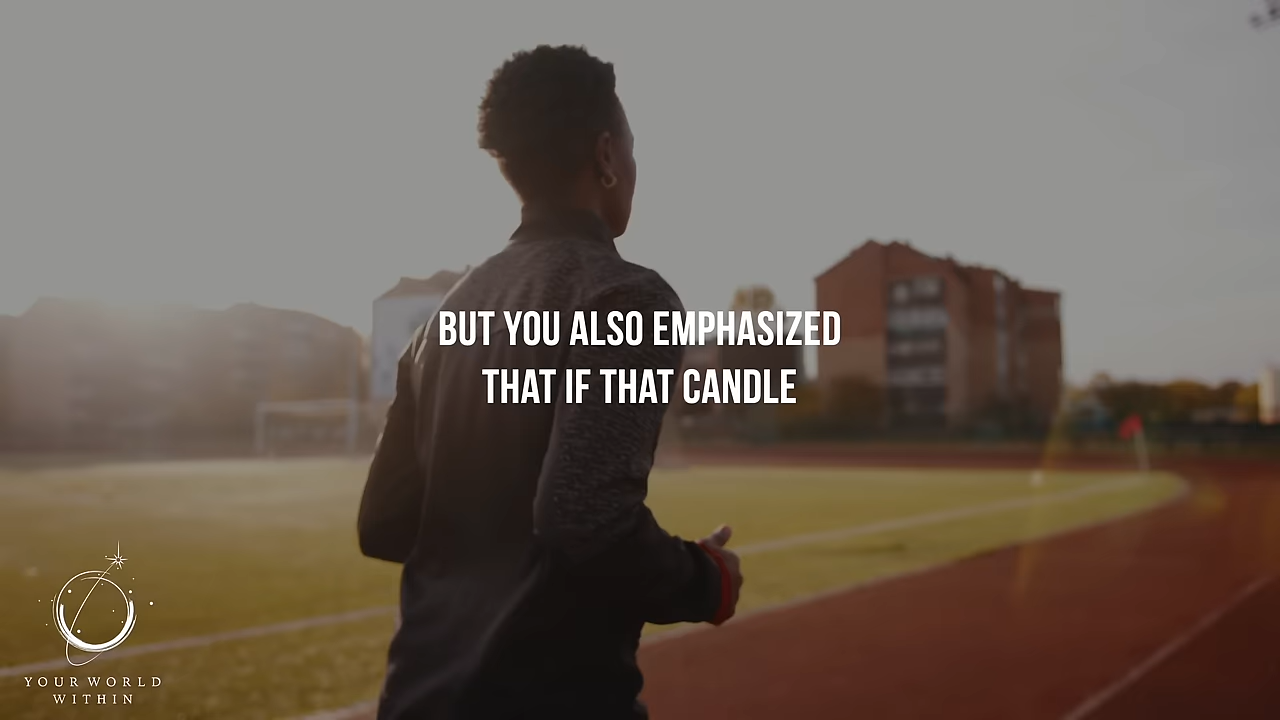 BUT YOU ALSO EMPHASIZED
THAT IF THAT CANDLE
YOUR WORLD
WITHIN